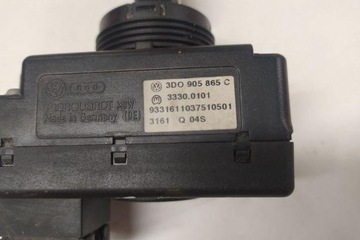 3D0 905 865 C
3330.0101
9331611037510501
3161 Q 04S
Made in Germany